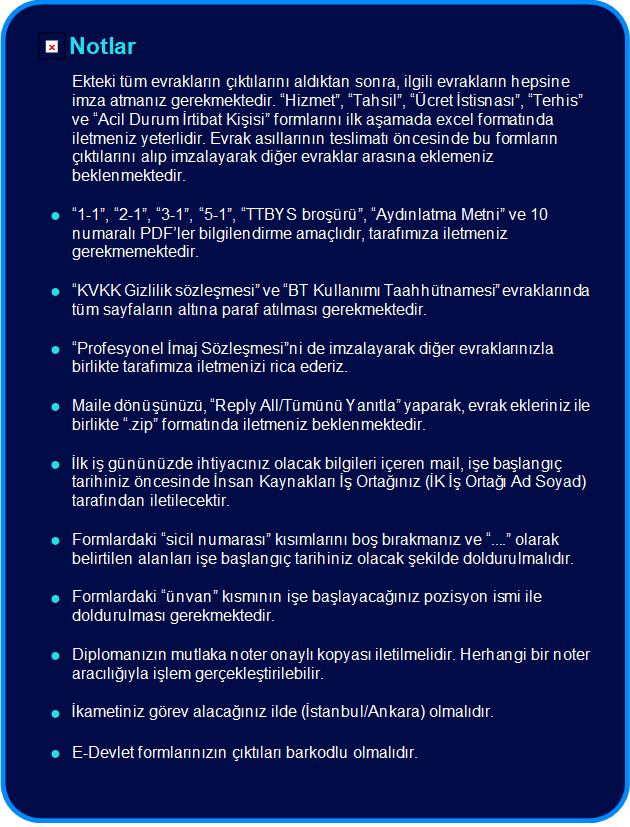 Notlar
Ekteki tüm evrakların çıktılarını aldıktan sonra, ilgili evrakların hepsine
imza atmanız gerekmektedir. “Hizmet”, “Tahsil”, “Ücret İstisnası”, “Terhis”
ve “Acil Durum İrtibat Kişisi” formlarını ilk aşamada excel formatında
iletmeniz yeterlidir. Evrak asıllarının teslimatı öncesinde bu formların
çıktılarını alıp imzalayarak diğer evraklar arasına eklemeniz
beklenmektedir.
“1-1”, “2-1”, “3-1”, “5-1”, “TTBYS broşürü”, “Aydınlatma Metni” ve 10
numaralı PDF’ler bilgilendirme amaçlıdır, tarafımıza iletmeniz
gerekmemektedir.
“KVKK Gizlilik sözleşmesi” ve “BT Kullanımı Taahhütnamesi” evraklarında
tüm sayfaların altına paraf atılması gerekmektedir.
“Profesyonel İmaj Sözleşmesi”ni de imzalayarak diğer evraklarınızla
birlikte tarafımıza iletmenizi rica ederiz.
Maile dönüşünüzü, “Reply All/Tümünü Yanıtla” yaparak, evrak ekleriniz ile
birlikte “.zip” formatında iletmeniz beklenmektedir.
İlk iş gününüzde ihtiyacınız olacak bilgileri içeren mail, işe başlangıç
tarihiniz öncesinde İnsan Kaynakları İş Ortağınız (İK İş Ortağı Ad Soyad)
tarafından iletilecektir.
Formlardaki “sicil numarası” kısımlarını boş bırakmanız ve “....” olarak
belirtilen alanları işe başlangıç tarihiniz olacak şekilde doldurulmalıdır.
Formlardaki “ünvan” kısmının işe başlayacağınız pozisyon ismi ile
doldurulması gerekmektedir.
Diplomanızın mutlaka noter onaylı kopyası iletilmelidir. Herhangi bir noter
aracılığıyla işlem gerçekleştirilebilir.
İkametiniz görev alacağınız ilde (İstanbul/Ankara) olmalıdır.
E-Devlet formlarınızın çıktıları barkodlu olmalıdır.